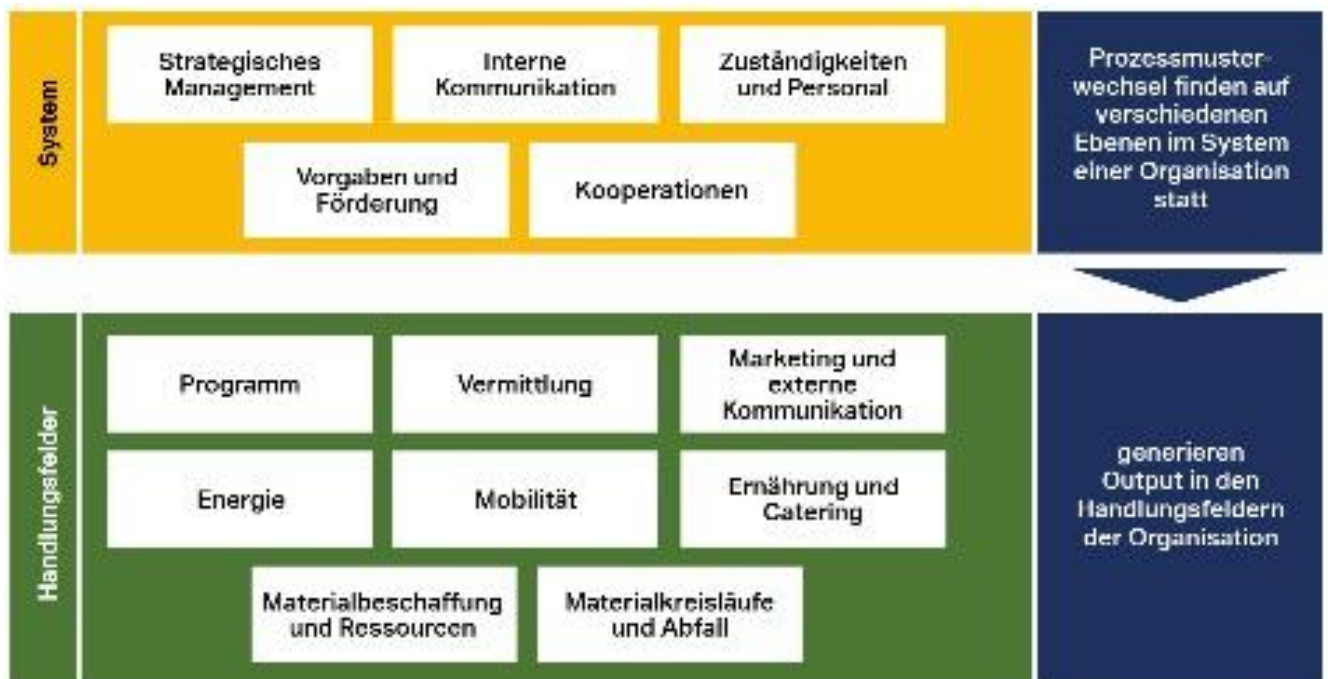 System
Strategisches
Management
Interne
Kommunikation
Zuständigkeiten
und Personal
Vorgaben und
Förderung
Kooperationen
Prozessmuster-
wechsel finden auf
verschiedenen
Ebenen im System
einer Organisation
statt
Handlungsfelder
Programm
Vermittlung
Marketing und
externe
Kommunikation
Energie
Mobilität
Ernährung und
Catering
Materialbeschaffung
und Ressourcen
Materialkreisläufe
und Abfall
generieren
Output in den
Handlungsfeldern
der Organisation